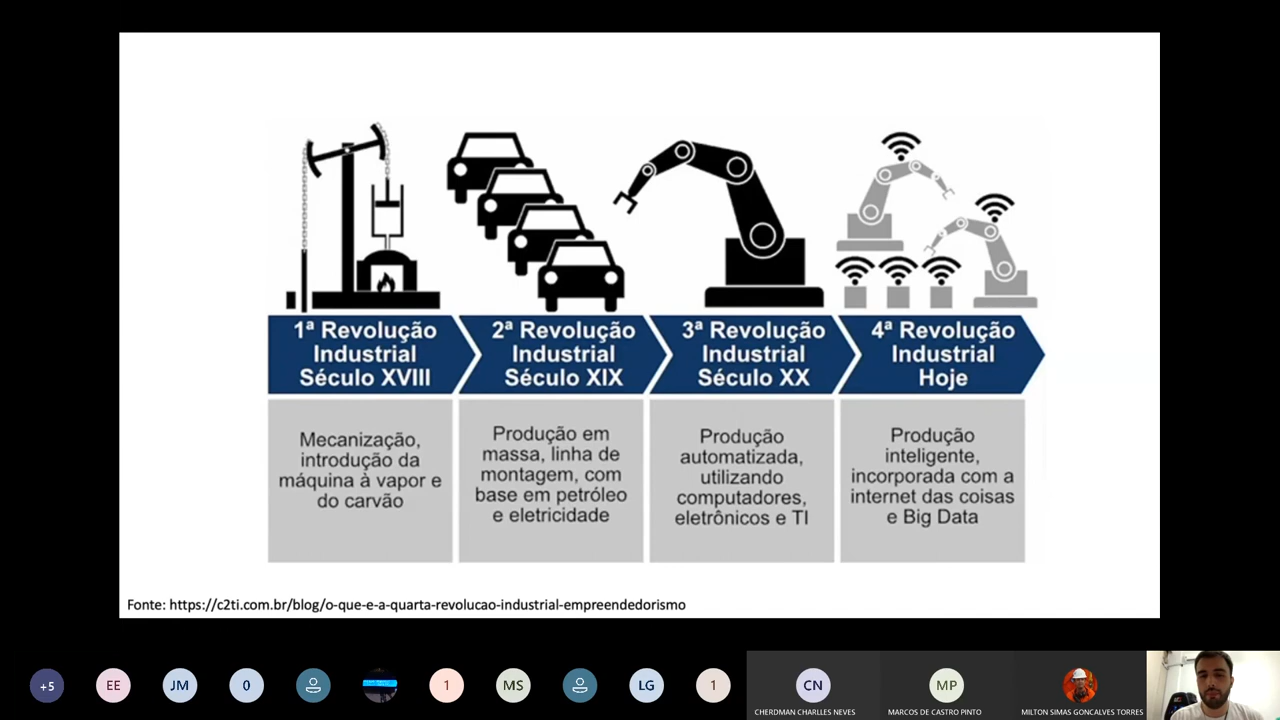 1ª Revolução
Industrial
Século XVIII
2ª Revolução
Industrial
Século XIX
3ª Revolução
Industrial
Século XX
4ª Revolução
Industrial
Hoje
Mecanização,
introdução da
máquina à vapor e
do carvão
Produção em
massa, linha de
montagem, com
base em petróleo
e eletricidade
Produção
automatizada,
utilizando
computadores,
eletrônicos e TI
Produção
inteligente,
incorporada com a
internet das coisas
e Big Data
Fonte: https://c2ti.com.br/blog/o-que-e-a-quarta-revolucao-industrial-empreendedorismo
+5
EE
JM
0
1
MS
LG
1
CN
MP
CHERDMAN CHARLLES NEVES
MARCOS DE CASTRO PINTO
MILTON SIMAS GONCALVES TORRES